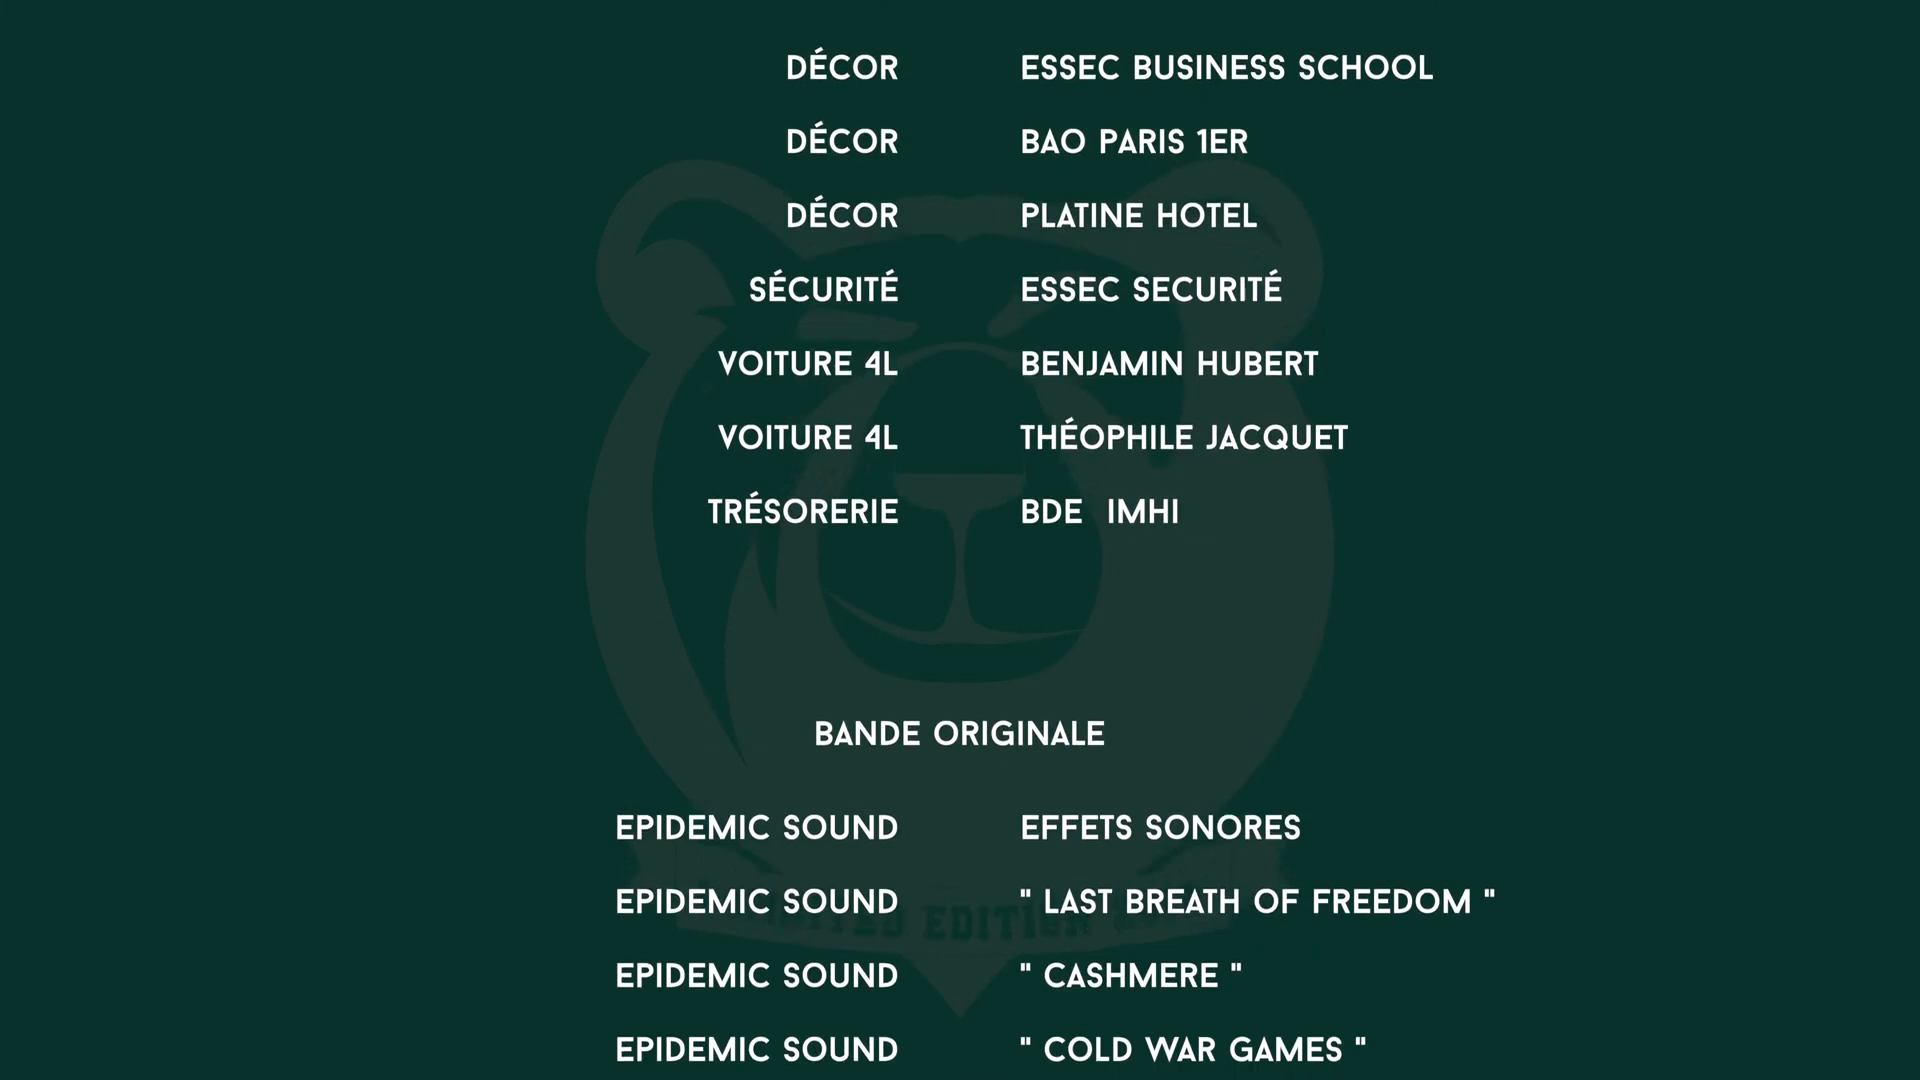 DÉCOR ESSEC BUSINESS SCHOOL
DÉCOR BAO PARIS 1ER
DÉCOR PLATINE HOTEL
SÉCURITÉ ESSEC SECURITÉ
VOITURE 4L BENJAMIN HUBERT
VOITURE 4L THÉOPHILE JACQUET
TRÉSORERIE BDE IMHI
BANDE ORIGINALE
EPIDEMIC SOUND EFFETS SONORES
EPIDEMIC SOUND " LAST BREATH OF FREEDOM "
EDITION
EPIDEMIC SOUND " CASHMERE "
EPIDEMIC SOUND " COLD WAR GAMES "